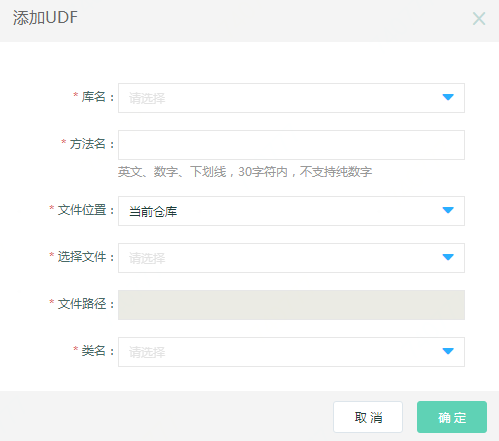 添加UDF
* 库名：
请选择
* 方法名：
英文、数字、下划线，30字符内，不支持纯数字
* 文件位置：
当前仓库
* 选择文件：
请选择
* 文件路径：
* 类名：
请选择
取 消
确 定